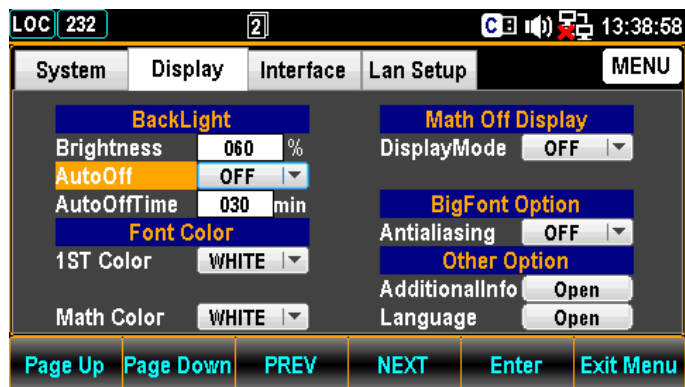 LOC 232 2 C 13:38:58
System Display Interface Lan Setup MENU
BackLight
Brightness 060 %
AutoOff OFF
AutoOffTime 030 min
Font Color
1ST Color WHITE
Math Color WHITE
Math Off Display
DisplayMode OFF
BigFont Option
Antialiasing OFF
Other Option
AdditionalInfo Open
Language Open
Page Up Page Down PREV NEXT Enter Exit Menu